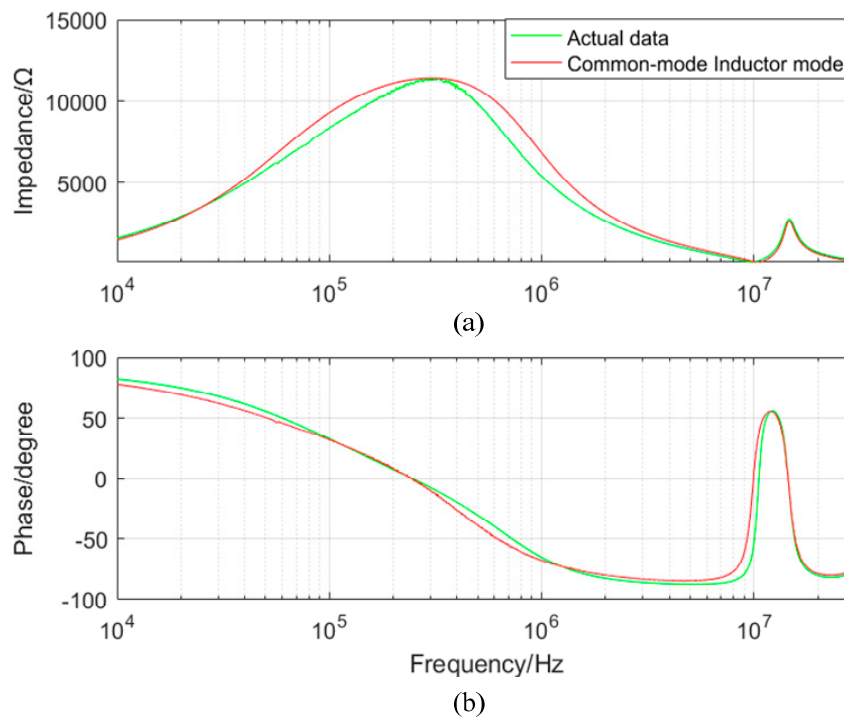 15000
10000
5000
Impedance/Ω
Actual data
Common-mode Inductor mode
10^4 10^5 10^6 10^7
(a)
100
50
0
-50
-100
Phase/degree
10^4 10^5 10^6 10^7
Frequency/Hz
(b)